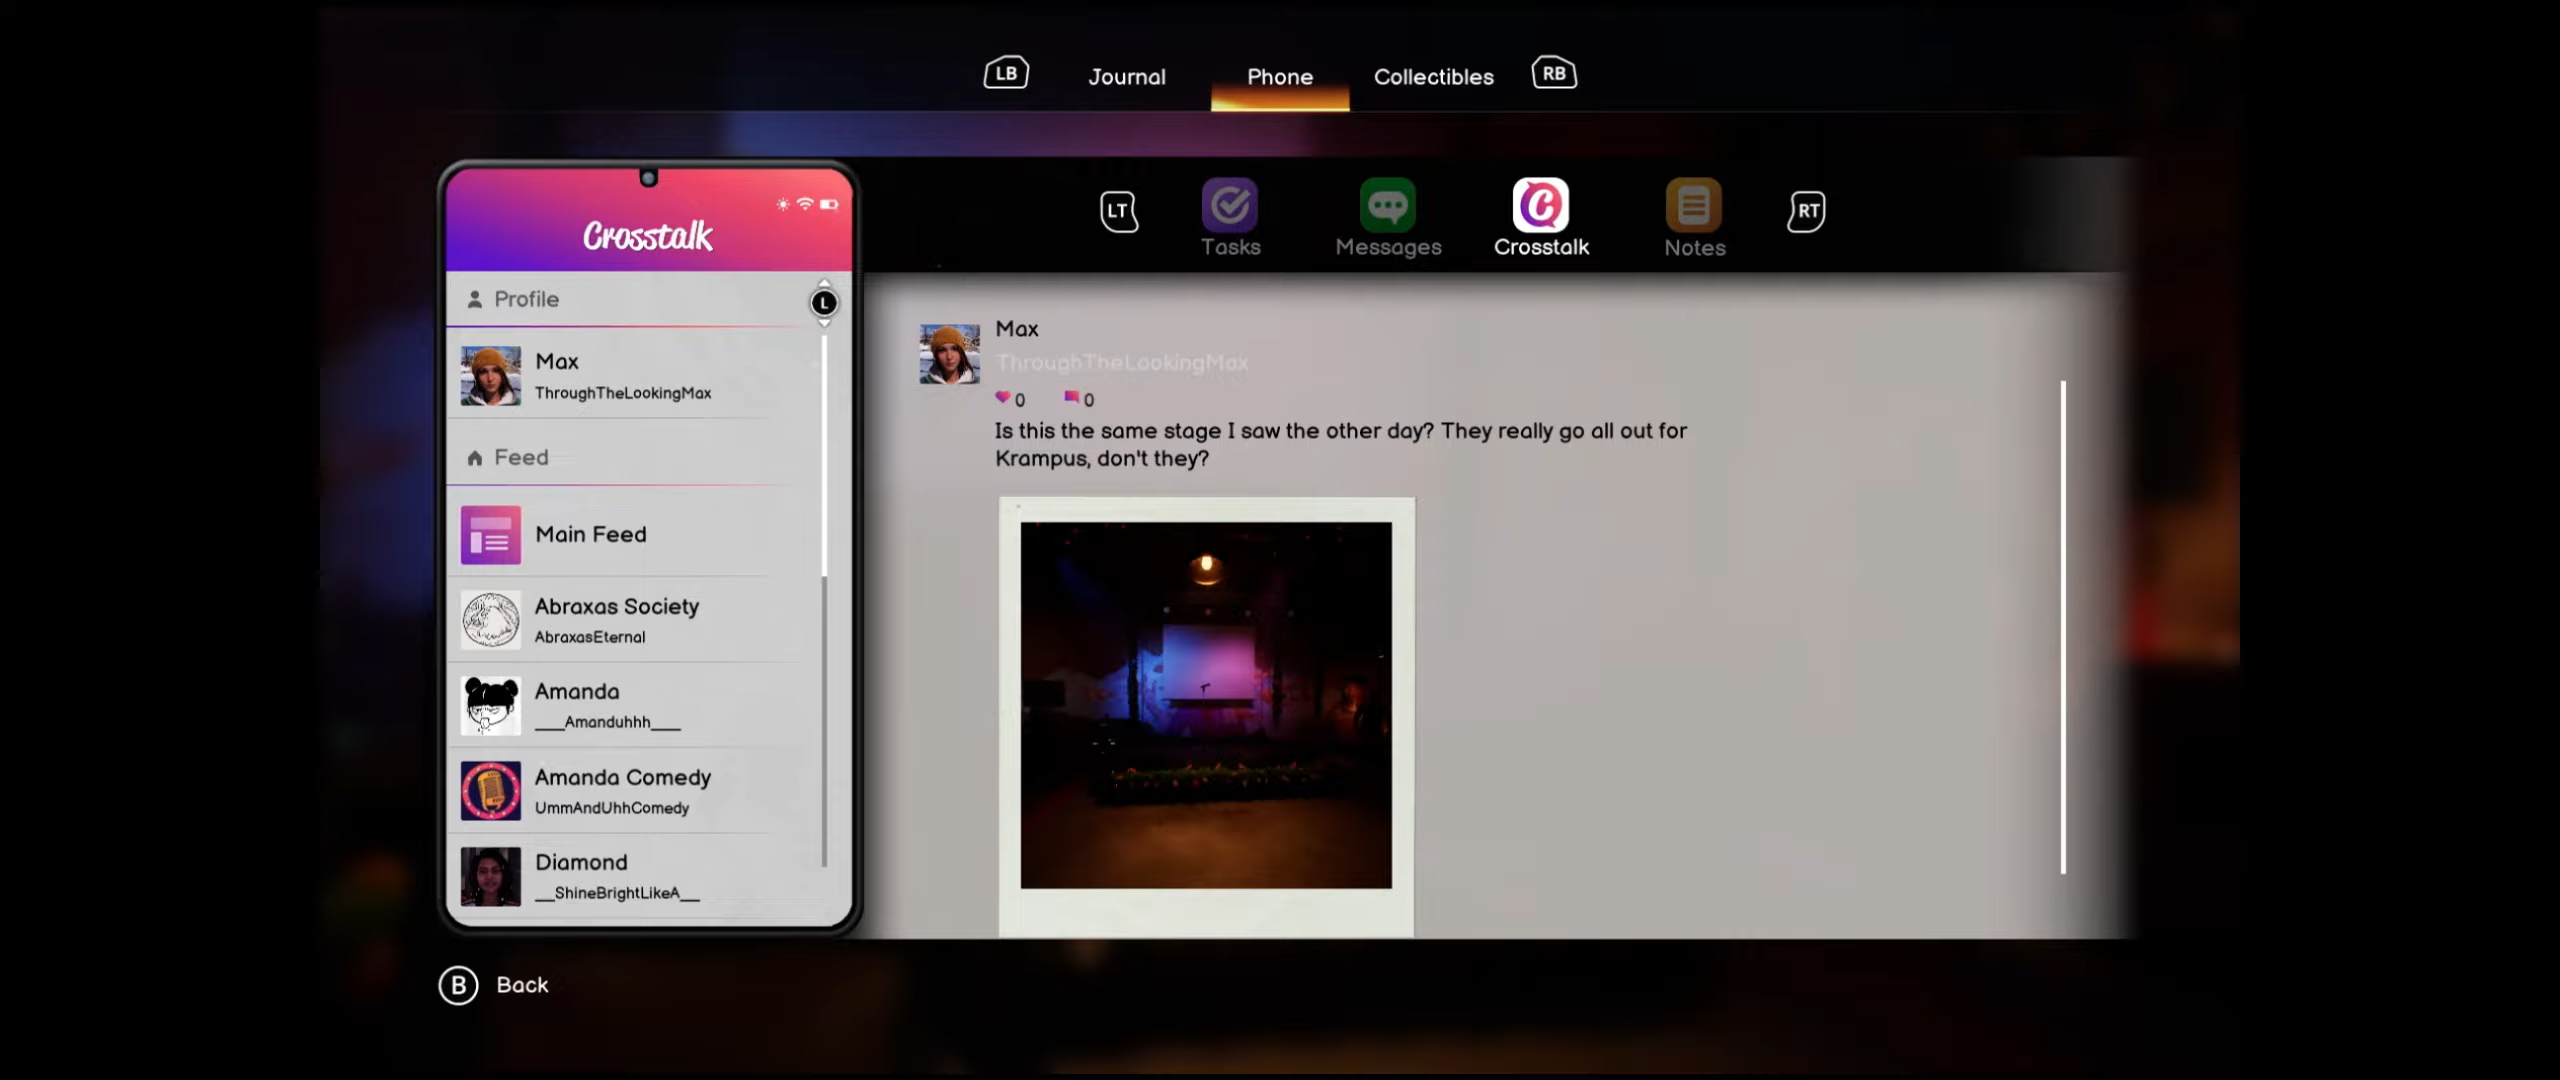 LB
Journal
Phone
Collectibles
RB
Crosstalk
LT
Tasks
Messages
Crosstalk
Notes
RT
Profile
L
Max
ThroughTheLookingMax
Feed
Main Feed
Abraxas Society
AbraxasEternal
Amanda
___Amanduhhh___
Amanda Comedy
UmmAndUhhComedy
Diamond
__ShineBrightLikeA__
Max
ThroughTheLookingMax
0
0
Is this the same stage I saw the other day? They really go all out for
Krampus, don't they?
B
Back